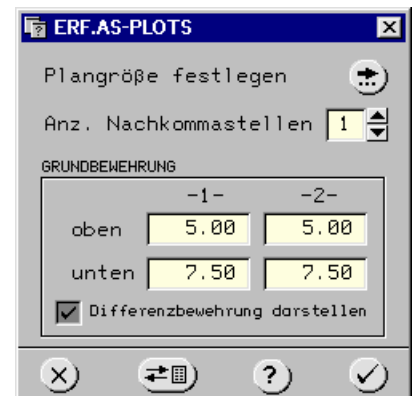 ERF.AS-PLOTS
Plangröße festlegen
Anz. Nachkommastellen 1
GRUNDBEWEHRUNG
-1- -2-
oben 5.00 5.00
unten 7.50 7.50
Differenzbewehrung darstellen
?